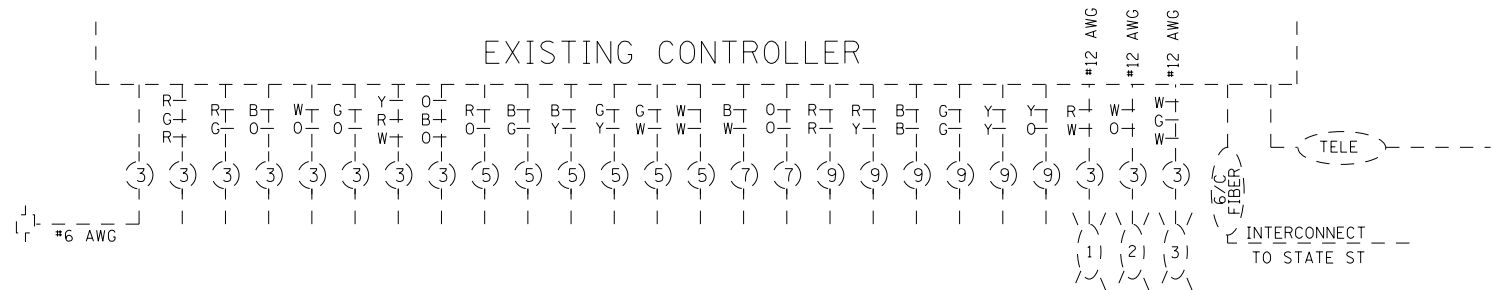 #12 AWG
#12 AWG
#12 AWG
EXISTING CONTROLLER
R G R
R G
B O
W O
G O
Y R W
O B O
R O
B G
B Y
G Y
G W
W W
B W
O O
R R
R Y
B B
G G
Y Y
Y O
R W
W O
W G W
TELE
3 3 3 3 3 3 3 3 5 5 5 5 5 5 7 7 9 9 9 9 9 9 3 3 3
6/C
FIBER
#6 AWG
1 2 3
INTERCONNECT
TO STATE ST